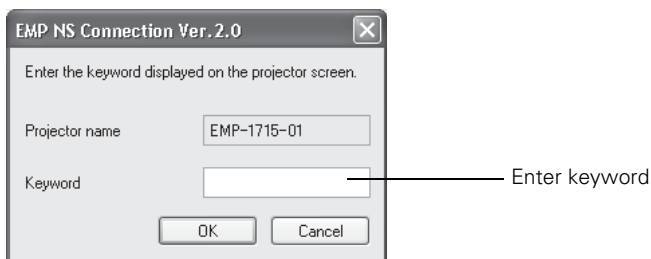 EMP NS Connection Ver.2.0
Enter the keyword displayed on the projector screen.
Projector name EMP-1715-01
Keyword Enter keyword
OK Cancel